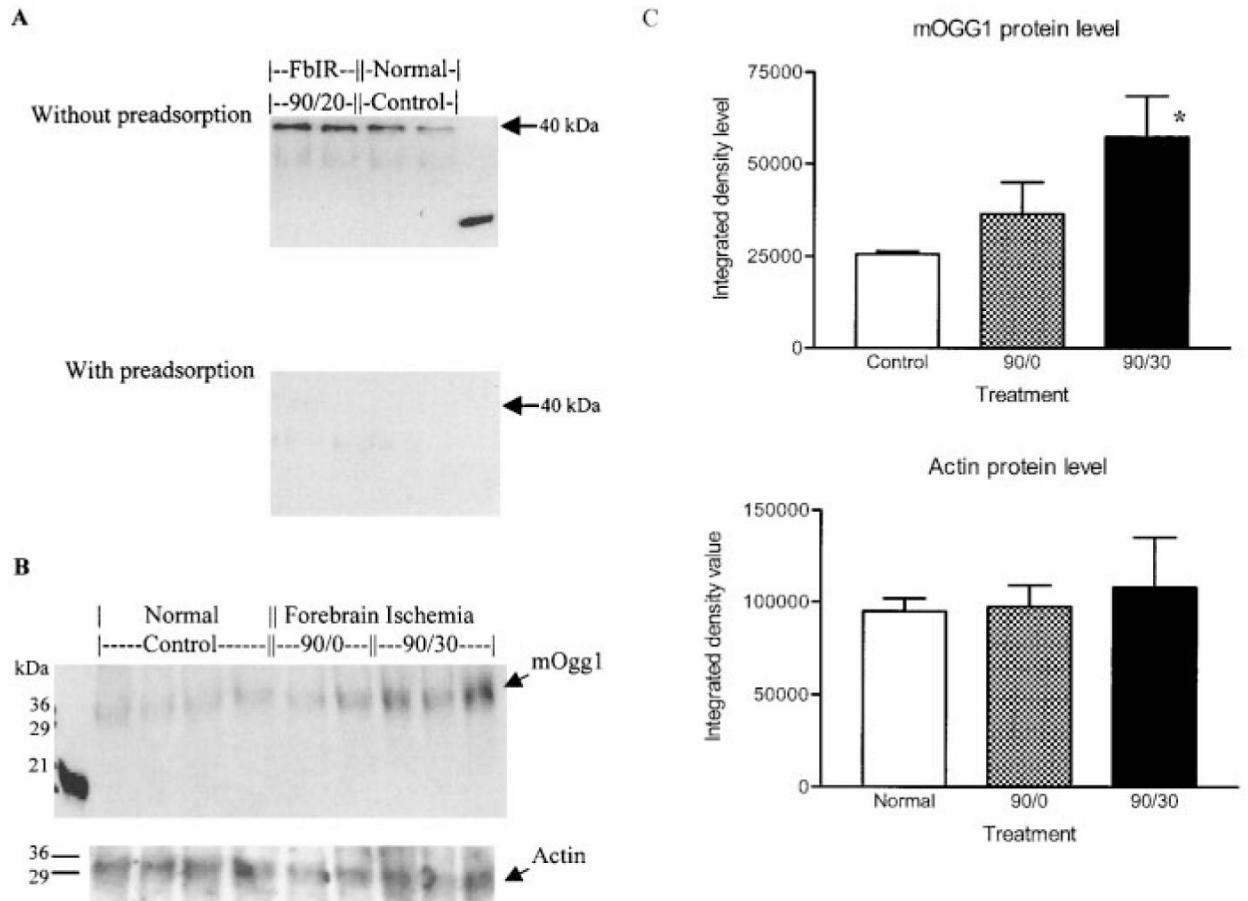 A
|--FbIR--||-Normal-|
|--90/20-||-Control-|
Without preadsorption
40 kDa
With preadsorption
40 kDa
B
| Normal || Forebrain Ischemia
|-----Control------||---90/0---||---90/30----|
kDa
mOgg1
36
29
21
36
29
Actin
C
mOGG1 protein level
Integrated density level
75000
50000
25000
0
*
Control 90/0 90/30
Treatment
Actin protein level
Integrated density value
150000
100000
50000
0
Normal 90/0 90/30
Treatment